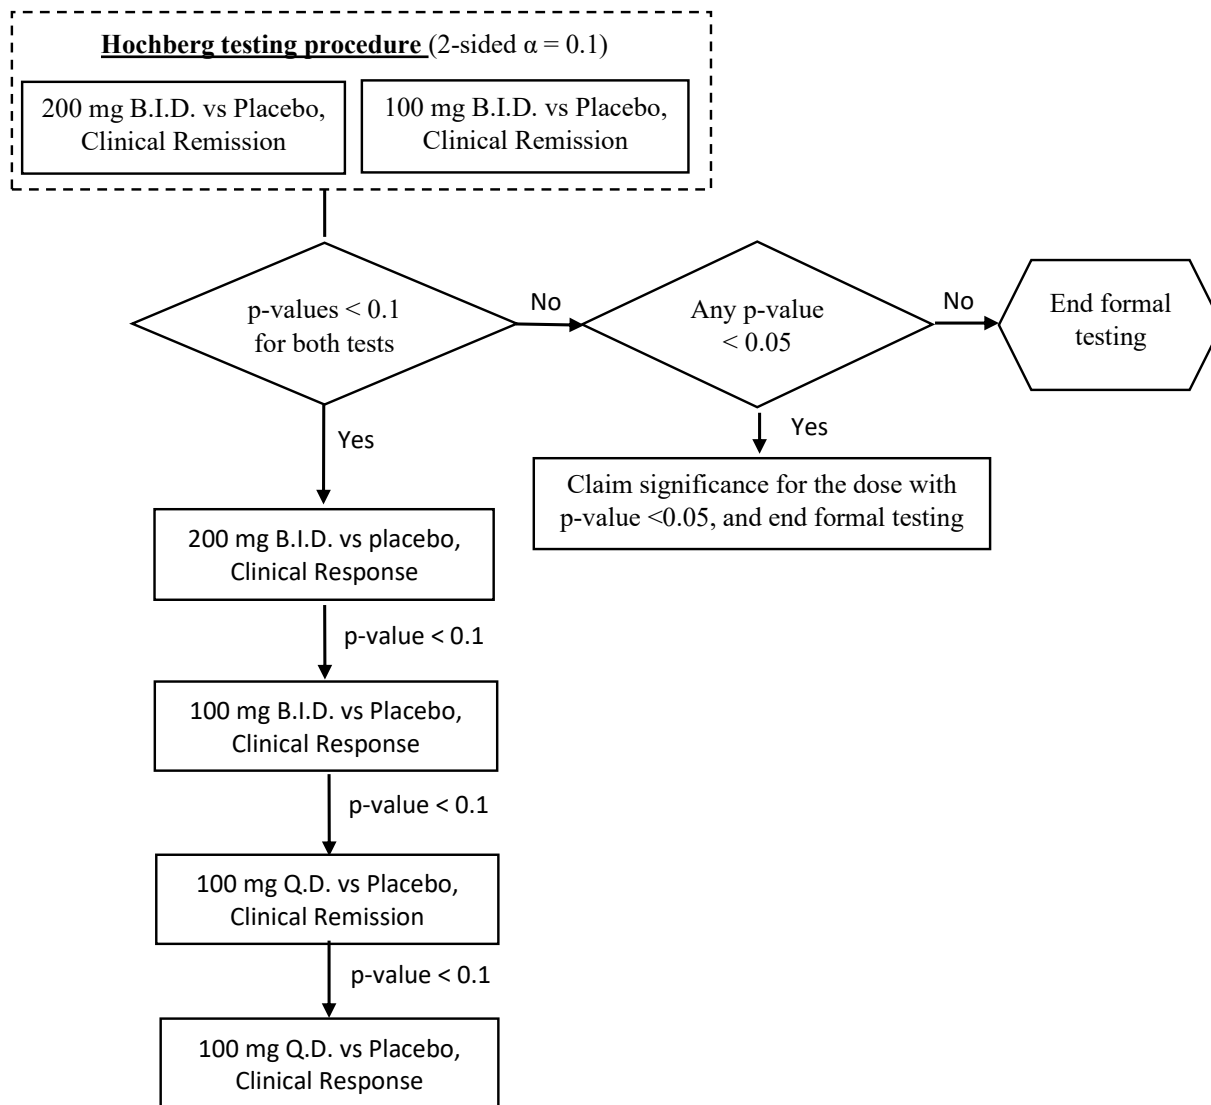 Hochberg testing procedure (2-sided α = 0.1)
200 mg B.I.D. vs Placebo,
Clinical Remission
100 mg B.I.D. vs Placebo,
Clinical Remission
p-values < 0.1
for both tests
No
Any p-value
< 0.05
No
End formal
testing
Yes
Yes
Claim significance for the dose with
p-value <0.05, and end formal testing
200 mg B.I.D. vs placebo,
Clinical Response
p-value < 0.1
100 mg B.I.D. vs Placebo,
Clinical Response
p-value < 0.1
100 mg Q.D. vs Placebo,
Clinical Remission
p-value < 0.1
100 mg Q.D. vs Placebo,
Clinical Response